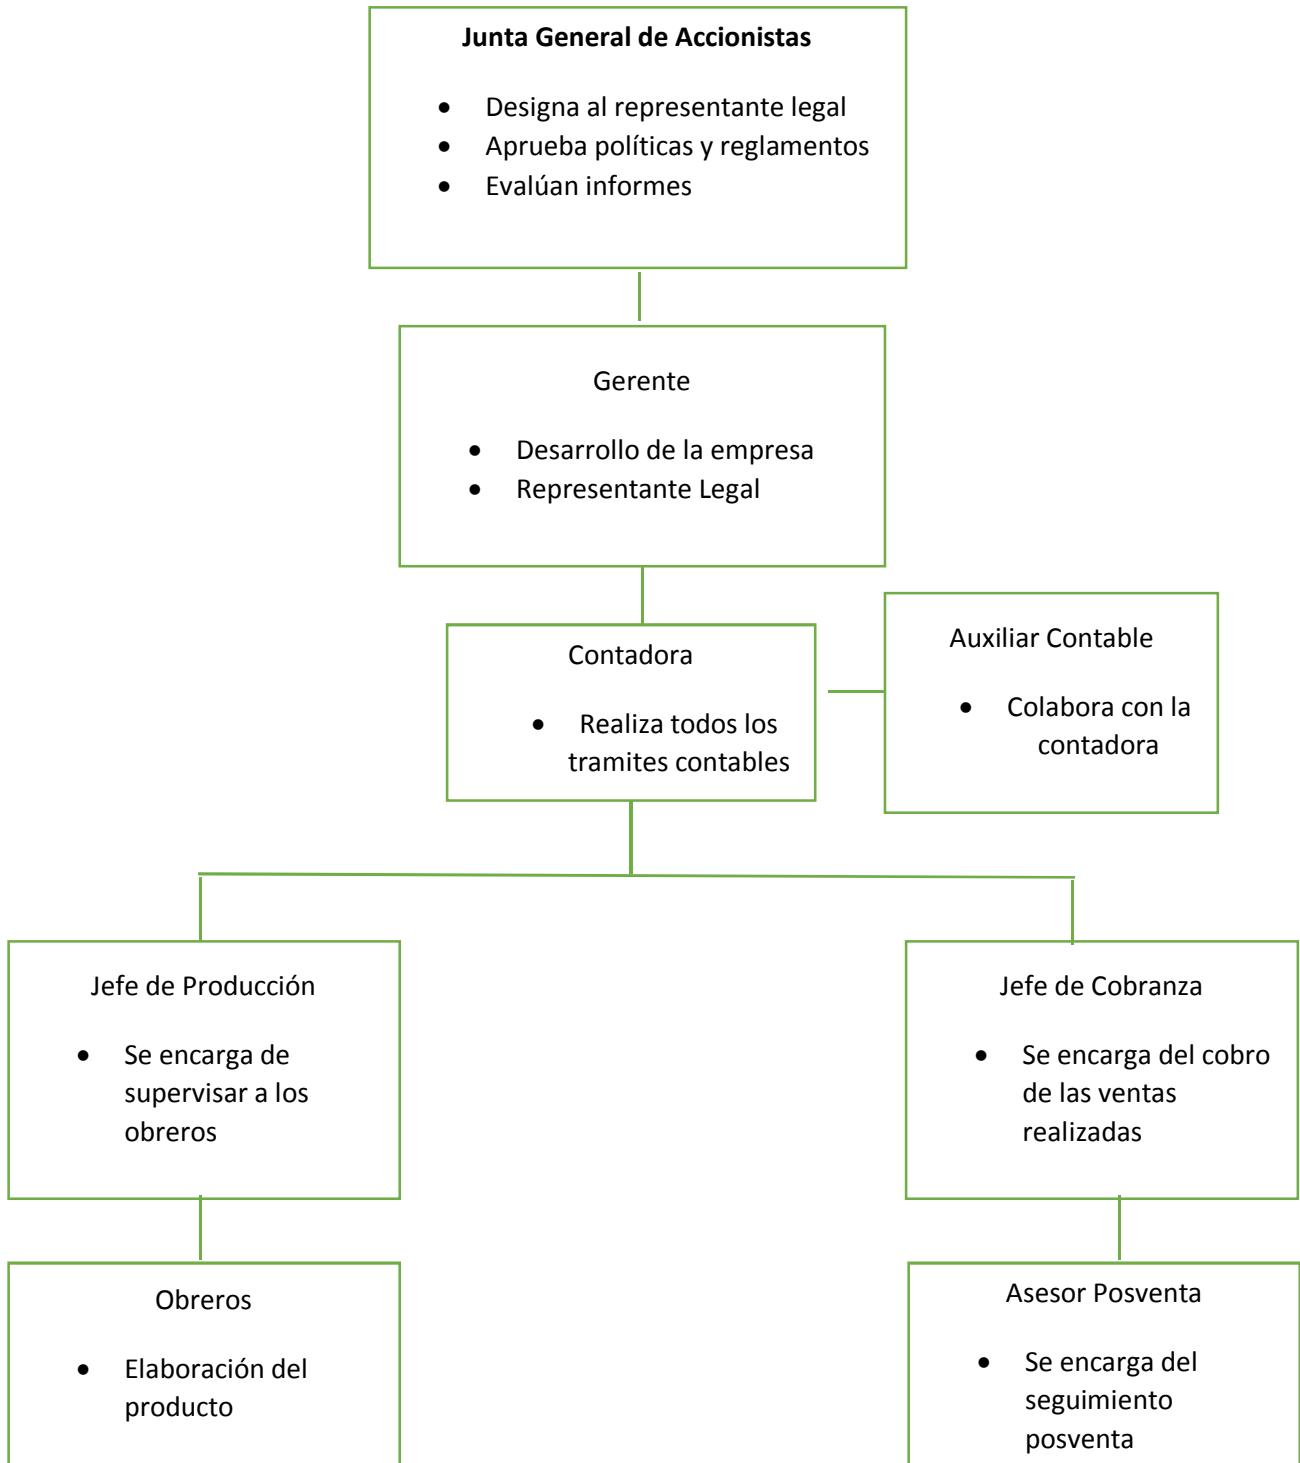 Junta General de Accionistas
• Designa al representante legal
• Aprueba políticas y reglamentos
• Evalúan informes
Gerente
• Desarrollo de la empresa
• Representante Legal
Contadora
• Realiza todos los
tramites contables
Auxiliar Contable
• Colabora con la
contadora
Jefe de Producción
• Se encarga de
supervisar a los
obreros
Jefe de Cobranza
• Se encarga del cobro
de las ventas
realizadas
Obreros
• Elaboración del
producto
Asesor Posventa
• Se encarga del
seguimiento
posventa